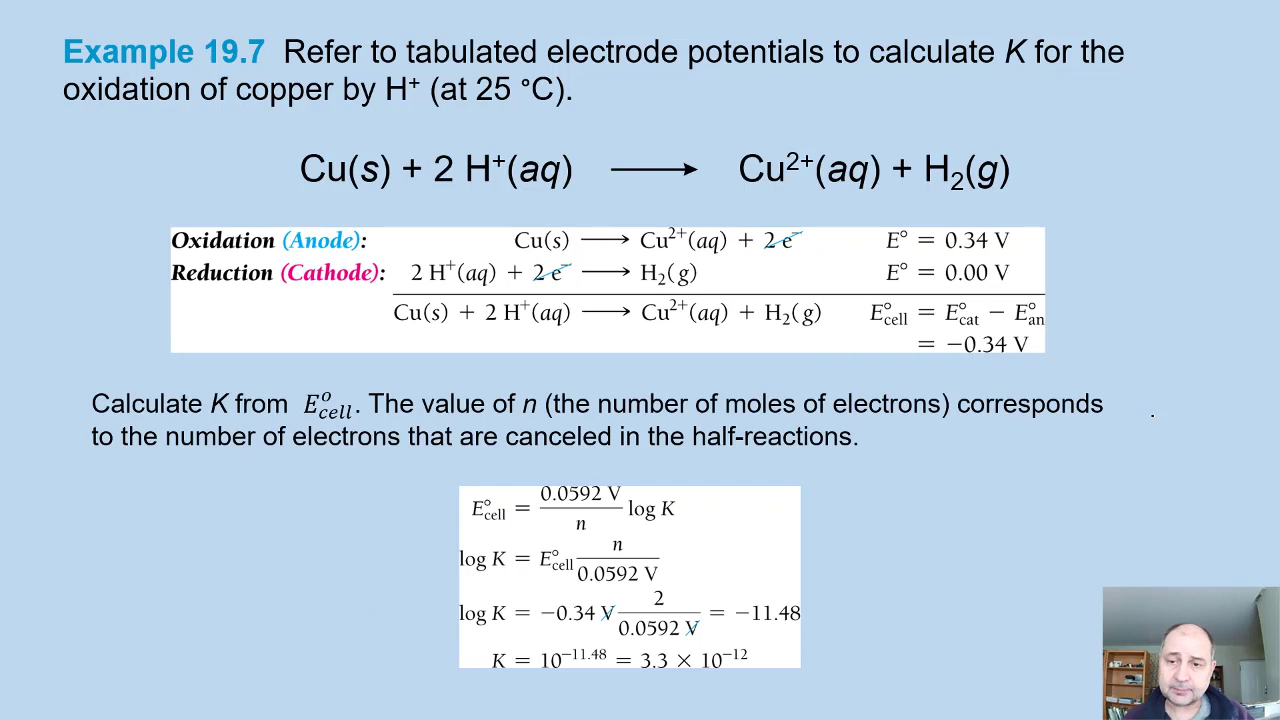 Example 19.7 Refer to tabulated electrode potentials to calculate K for the
oxidation of copper by H⁺ (at 25 °C).
Cu(s) + 2 H⁺(aq) ⟶ Cu²⁺(aq) + H₂(g)
Oxidation (Anode): Cu(s) ⟶ Cu²⁺(aq) + 2 e⁻ E° = 0.34 V
Reduction (Cathode): 2 H⁺(aq) + 2 e⁻ ⟶ H₂(g) E° = 0.00 V
Cu(s) + 2 H⁺(aq) ⟶ Cu²⁺(aq) + H₂(g) E°cell = E°cat − E°an
= −0.34 V
Calculate K from E°cell. The value of n (the number of moles of electrons) corresponds
to the number of electrons that are canceled in the half-reactions.
E°cell = 0.0592 V / n log K
log K = E°cell n / 0.0592 V
log K = −0.34 V 2 / 0.0592 V = −11.48
K = 10⁻¹¹·⁴⁸ = 3.3 × 10⁻¹²